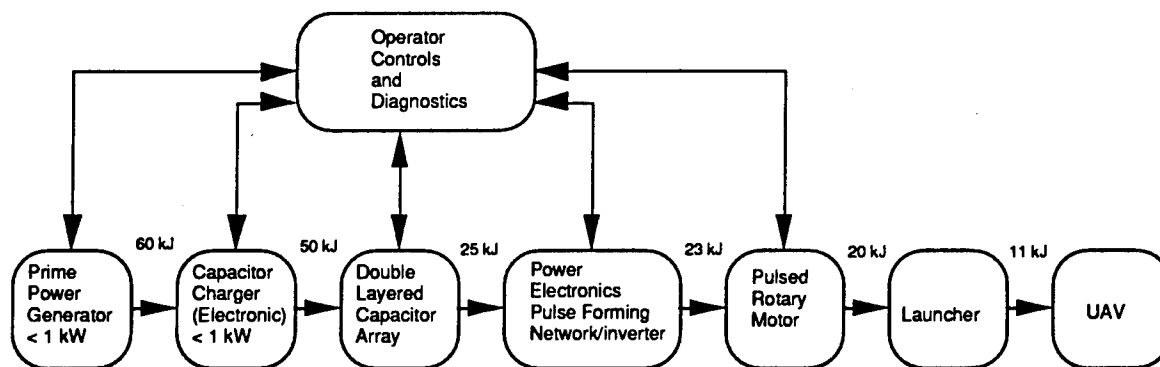 Operator
Controls
and
Diagnostics
60 kJ
50 kJ
25 kJ
23 kJ
20 kJ
11 kJ
Prime
Power
Generator
< 1 kW
Capacitor
Charger
(Electronic)
< 1 kW
Double
Layered
Capacitor
Array
Power
Electronics
Pulse Forming
Network/inverter
Pulsed
Rotary
Motor
Launcher
UAV